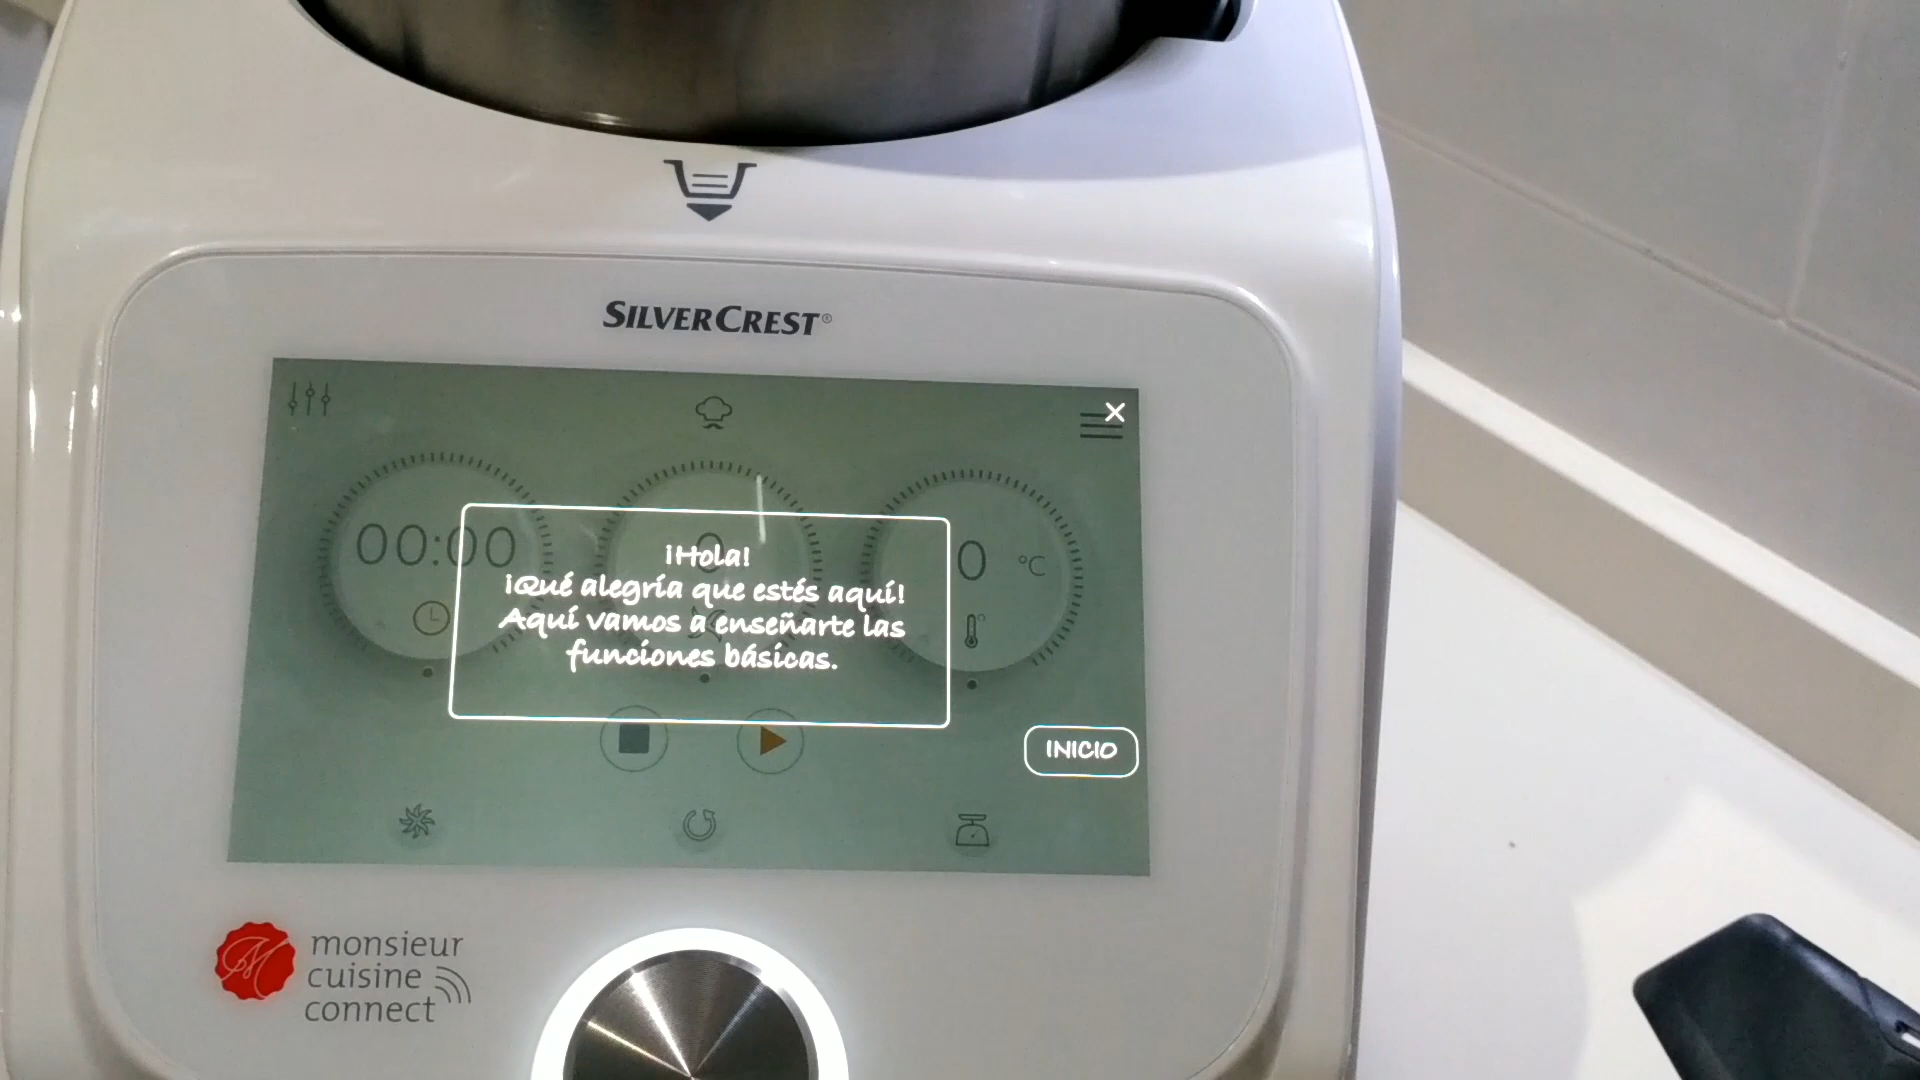 SILVERCREST®
00:00
0
0 °C
¡Hola!
¡Qué alegría que estés aquí!
Aquí vamos a enseñarte las
funciones básicas.
INICIO
monsieur
cuisine
connect